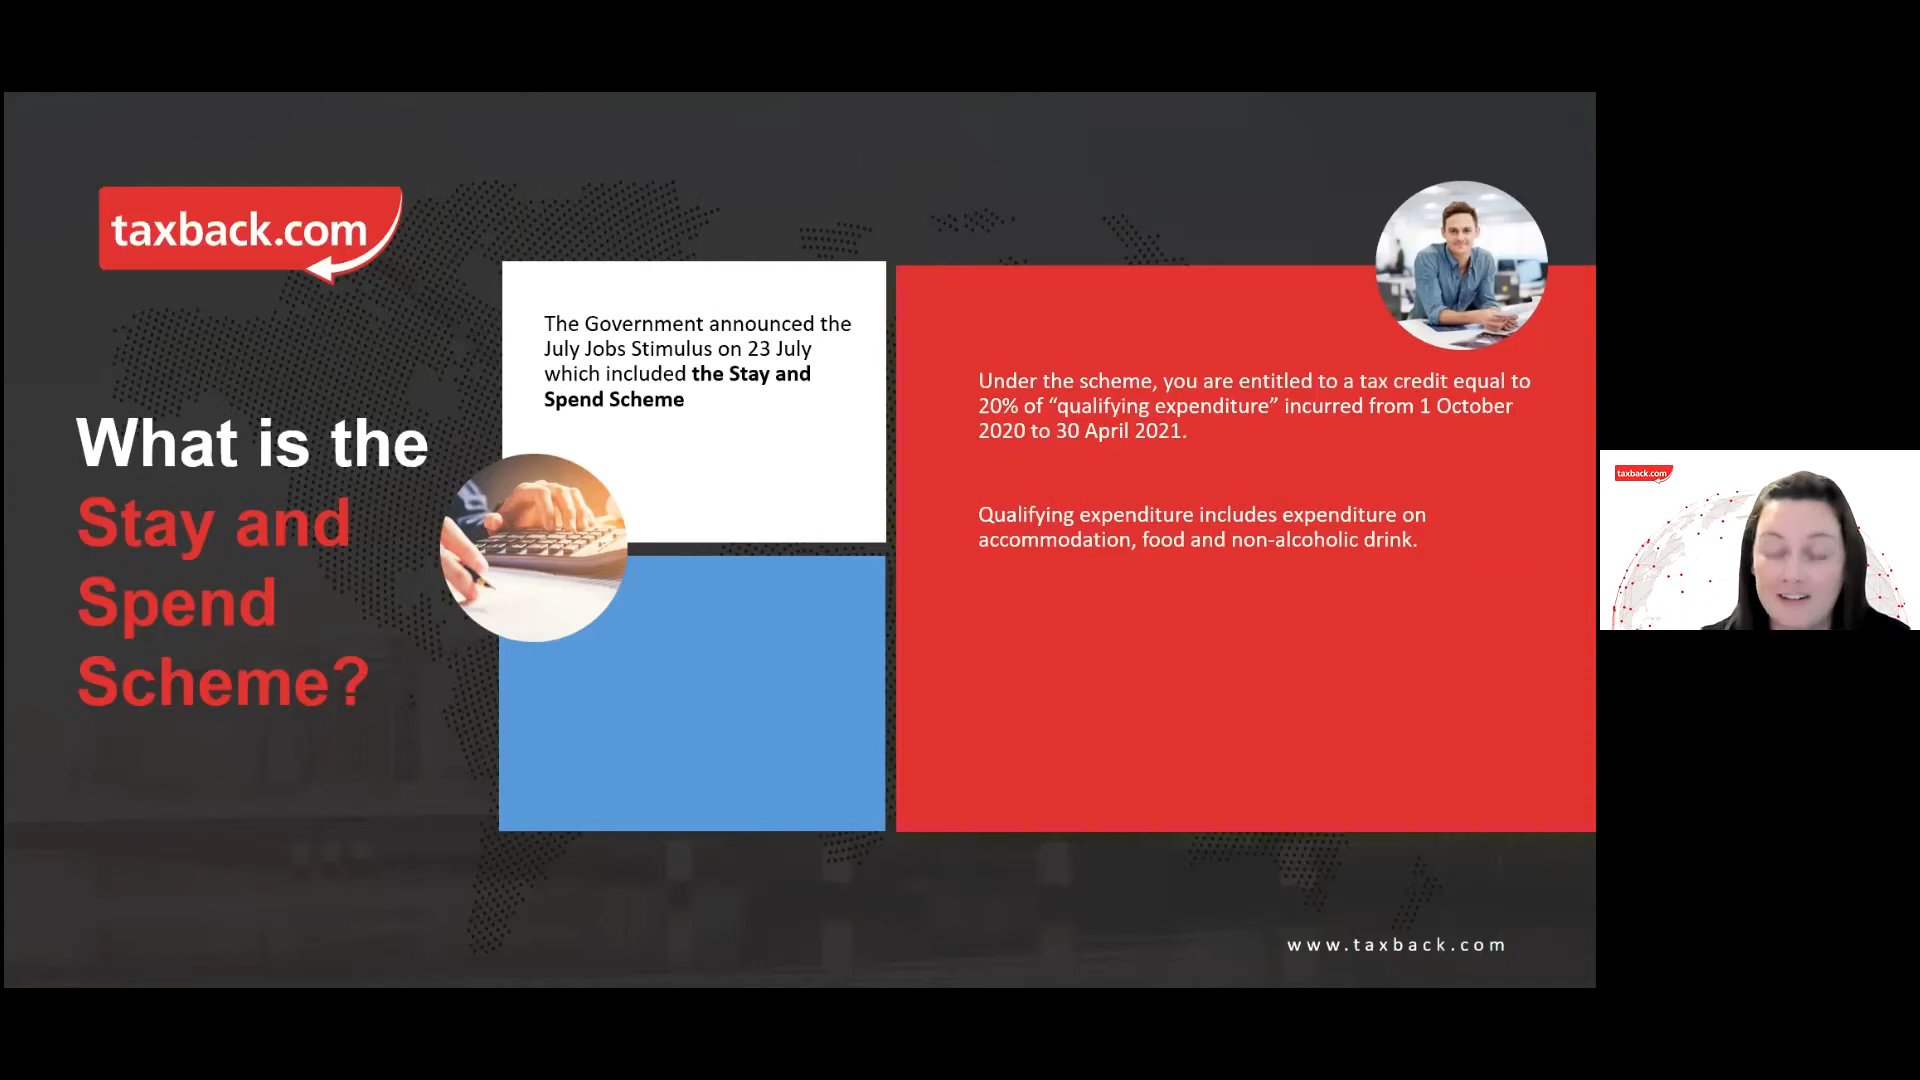 taxback.com
What is the
Stay and
Spend
Scheme?
The Government announced the
July Jobs Stimulus on 23 July
which included the Stay and
Spend Scheme
Under the scheme, you are entitled to a tax credit equal to
20% of “qualifying expenditure” incurred from 1 October
2020 to 30 April 2021.
Qualifying expenditure includes expenditure on
accommodation, food and non-alcoholic drink.
www.taxback.com
taxback.com